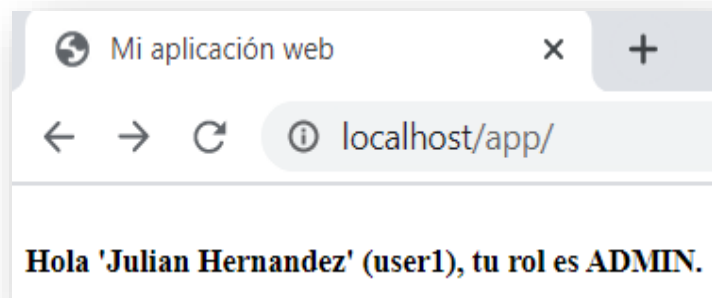 Mi aplicación web
localhost/app/
Hola 'Julian Hernandez' (user1), tu rol es ADMIN.